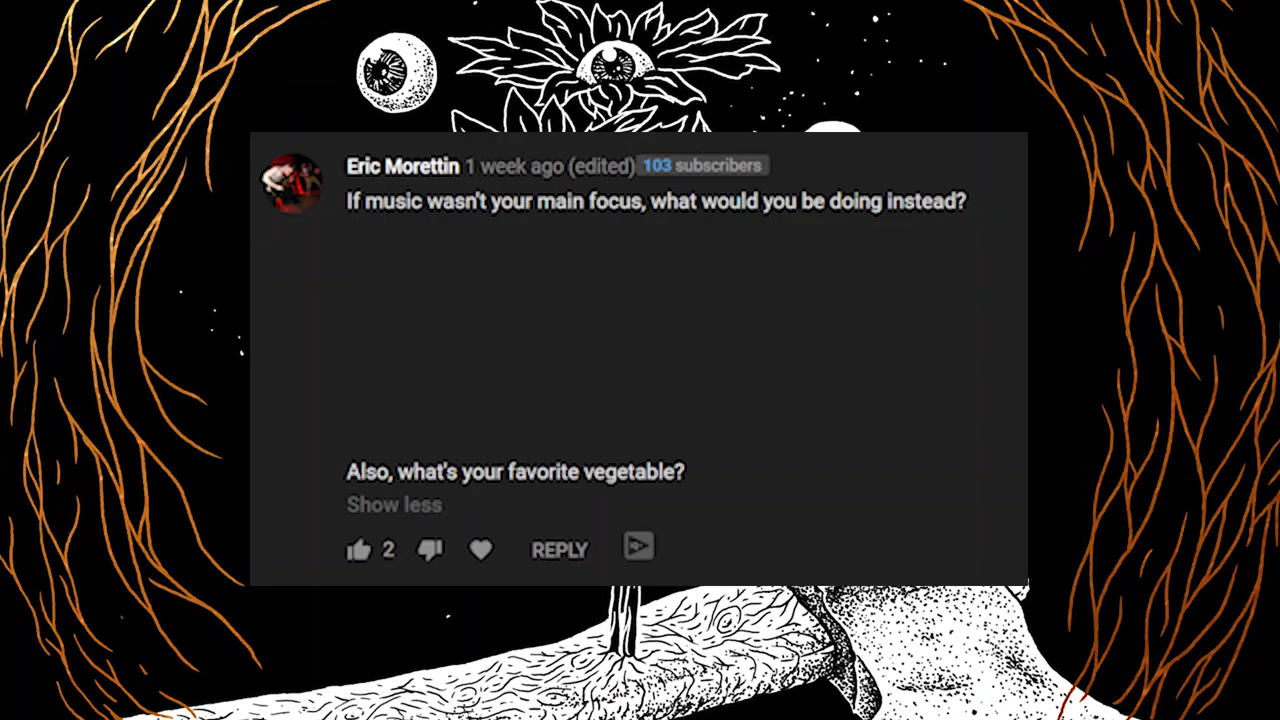 Eric Morettin 1 week ago (edited) 103 subscribers
If music wasn't your main focus, what would you be doing instead?
Also, what's your favorite vegetable?
Show less
2 REPLY